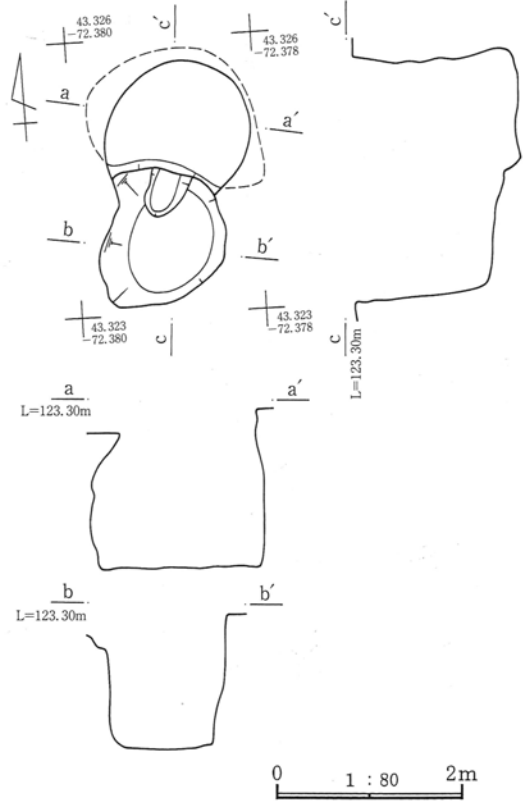 c′
c′
43.326
−72.380
43.326
−72.378
a
a′
b
b′
43.323
−72.380
43.323
−72.378
c
c
L=123.30m
a
a′
L=123.30m
b
b′
L=123.30m
0
1 : 80
2m